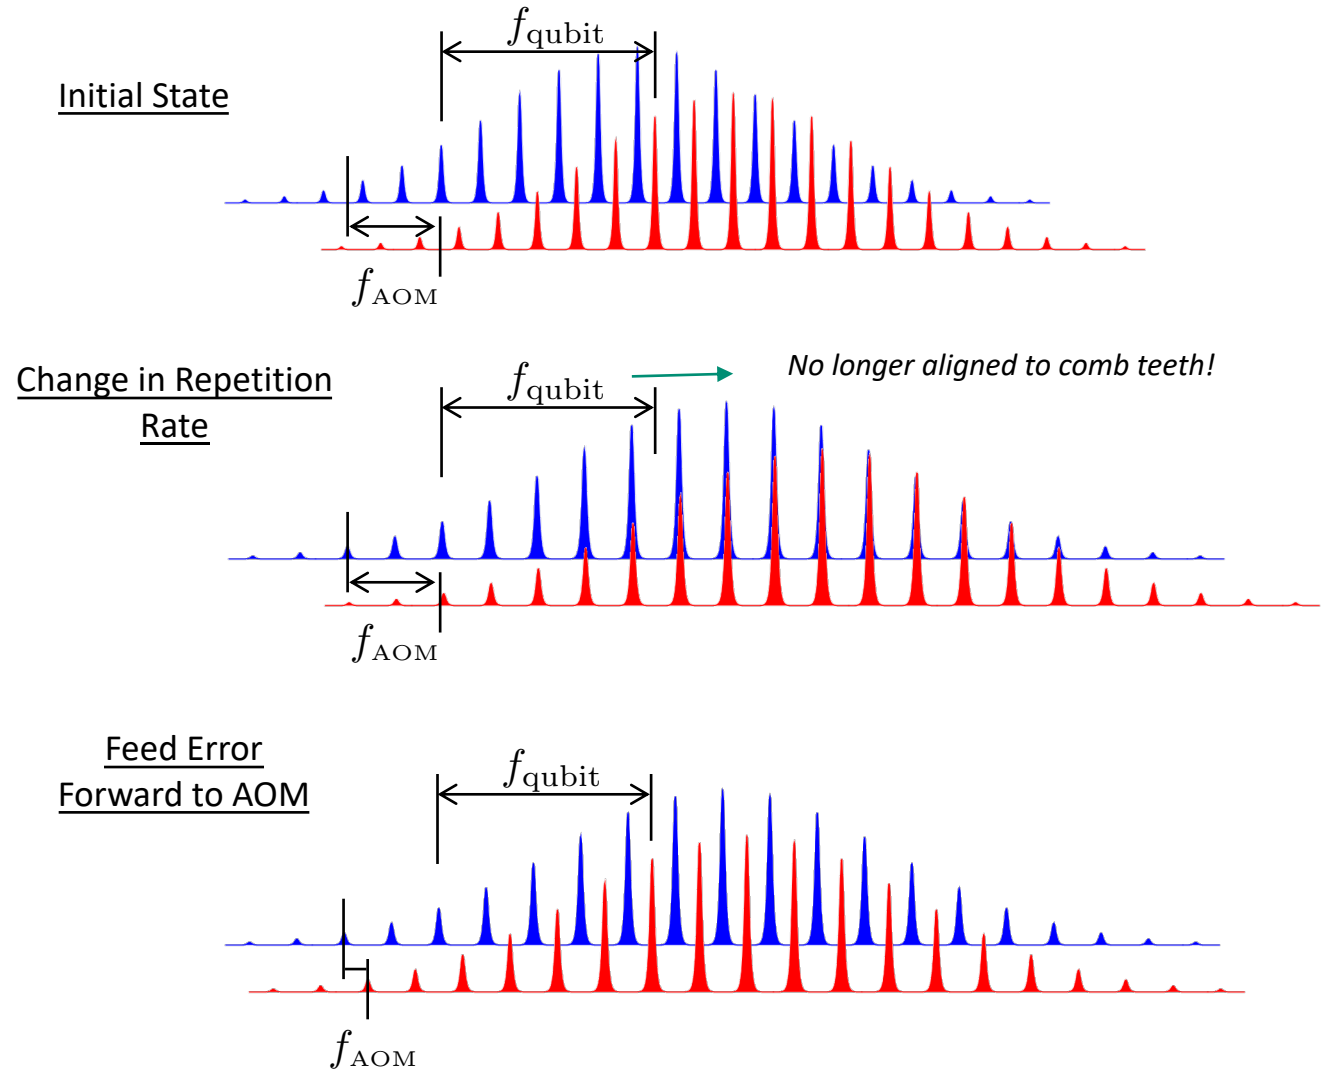 f_qubit
Initial State
f_AOM
Change in Repetition
Rate
f_qubit
No longer aligned to comb teeth!
f_AOM
Feed Error
Forward to AOM
f_qubit
f_AOM